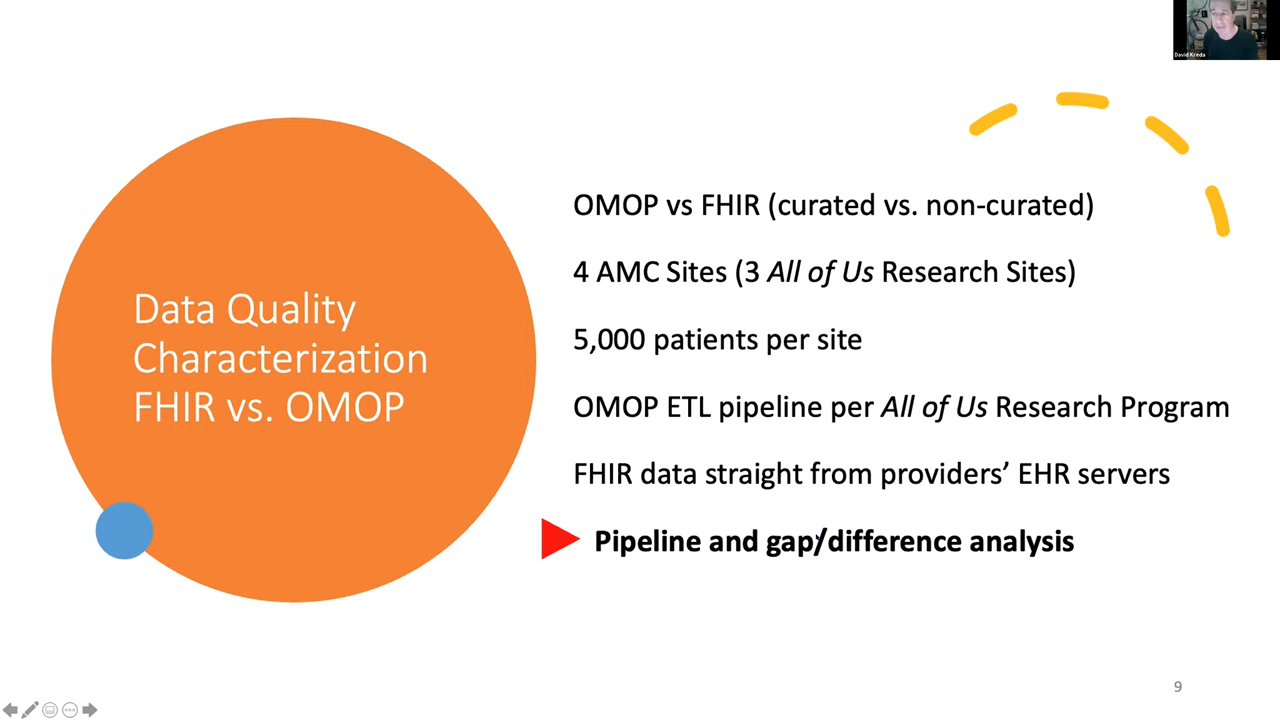 David Kreda
Data Quality
Characterization
FHIR vs. OMOP
OMOP vs FHIR (curated vs. non-curated)
4 AMC Sites (3 All of Us Research Sites)
5,000 patients per site
OMOP ETL pipeline per All of Us Research Program
FHIR data straight from providers’ EHR servers
Pipeline and gap/difference analysis
9